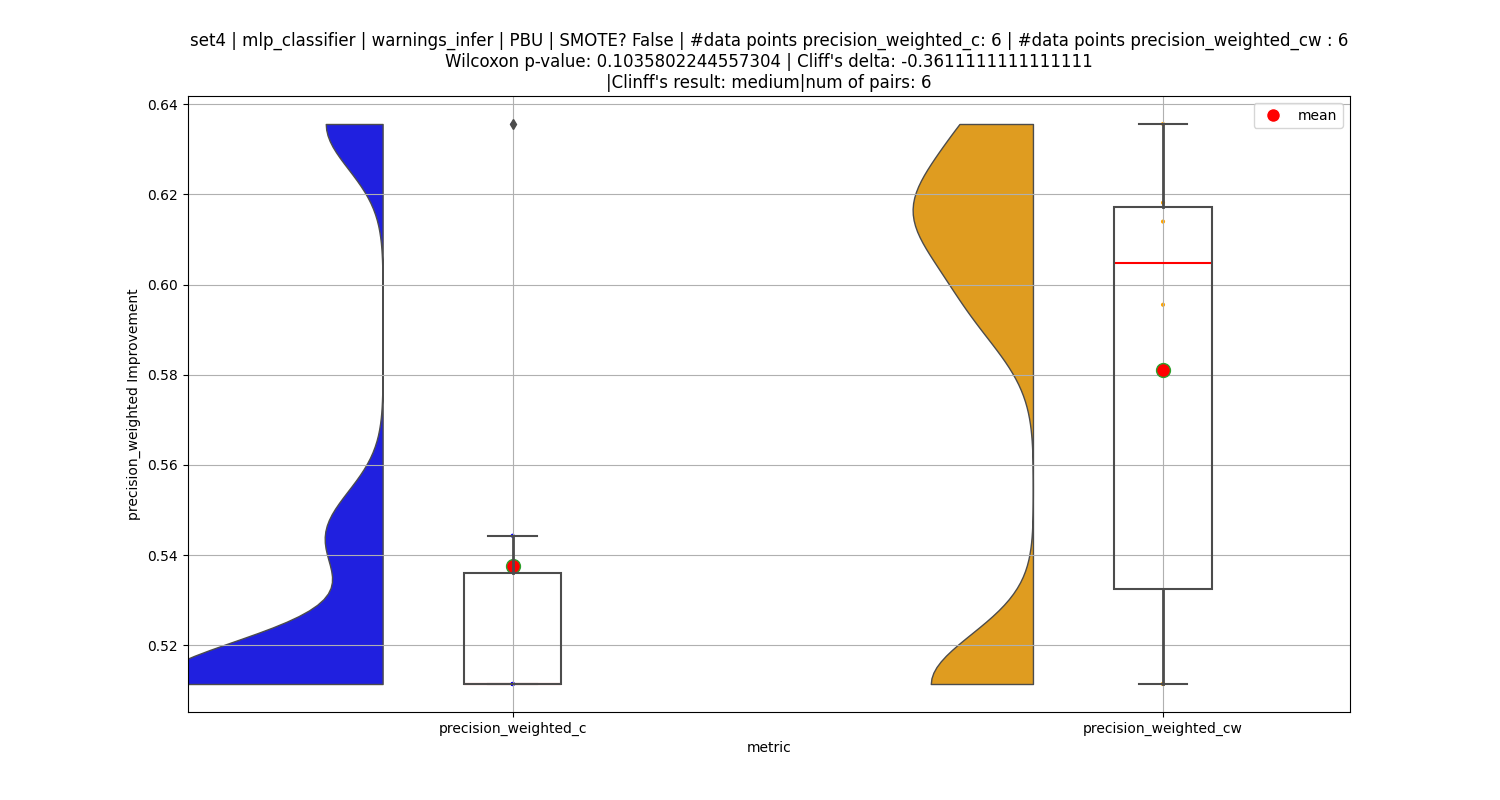 set4 | mlp_classifier | warnings_infer | PBU | SMOTE? False | #data points precision_weighted_c: 6 | #data points precision_weighted_cw : 6
Wilcoxon p-value: 0.1035802244557304 | Cliff's delta: -0.3611111111111111
|Clinff's result: medium|num of pairs: 6
mean
0.64
0.62
0.60
0.58
0.56
0.54
0.52
precision_weighted Improvement
precision_weighted_c
precision_weighted_cw
metric